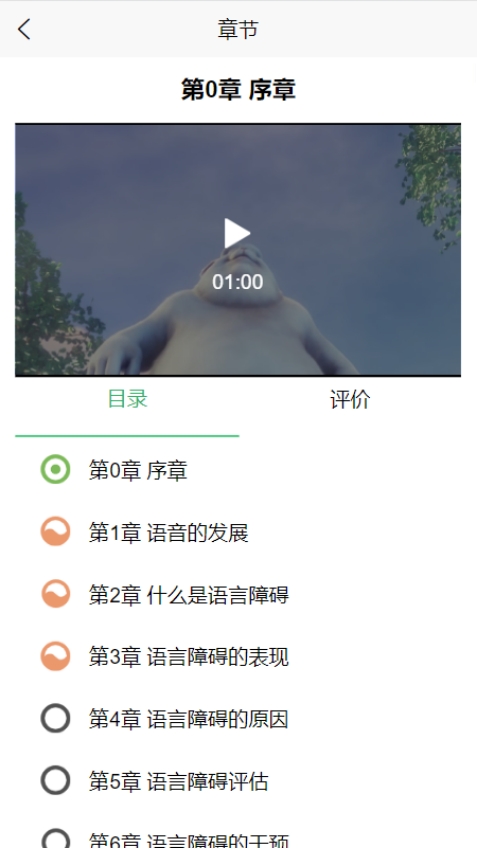 章节
第0章 序章
01:00
目录
评价
第0章 序章
第1章 语音的发展
第2章 什么是语言障碍
第3章 语言障碍的表现
第4章 语言障碍的原因
第5章 语言障碍评估
第6章 语言障碍的干预